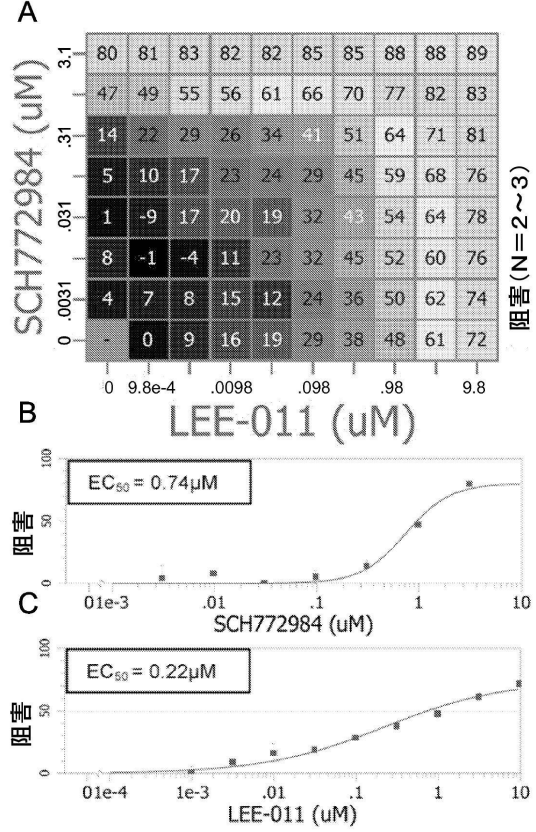 A
3.1 80 81 83 82 82 85 85 88 88 89
47 49 55 56 61 66 70 77 82 83
.31 14 22 29 26 34 41 51 64 71 81
5 10 17 23 24 29 45 59 68 76
.031 1 -9 17 20 19 32 43 54 64 78
8 -1 -4 11 23 32 45 52 60 76
.0031 4 7 8 15 12 24 36 50 62 74
0 - 0 9 16 19 29 38 48 61 72
SCH772984 (uM)
阻害(N=2~3)
0 9.8e-4 .0098 .098 .98 9.8
LEE-011 (uM)
B
100
EC50 = 0.74μM
50
阻害
0
01e-3 .01 .1 1 10
SCH772984 (uM)
C
100
EC50 = 0.22μM
50
阻害
0
01e-4 1e-3 .01 .1 1 10
LEE-011 (uM)